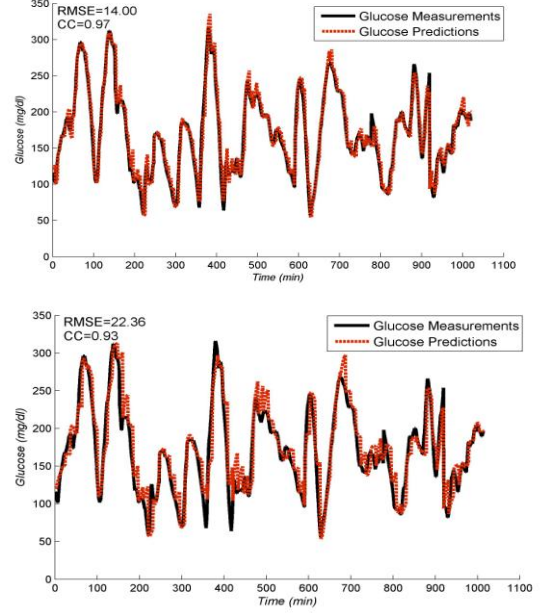 RMSE=14.00
CC=0.97
Glucose Measurements
Glucose Predictions
Glucose (mg/dl)
350
300
250
200
150
100
50
0
0 100 200 300 400 500 600 700 800 900 1000 1100
Time (min)
RMSE=22.36
CC=0.93
Glucose Measurements
Glucose Predictions
Glucose (mg/dl)
350
300
250
200
150
100
50
0
0 100 200 300 400 500 600 700 800 900 1000 1100
Time (min)